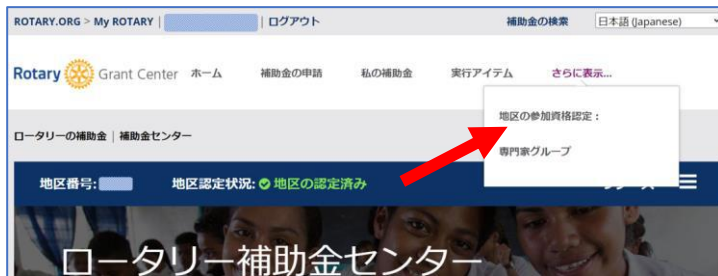 ROTARY.ORG > My ROTARY | | ログアウト 補助金の検索 日本語 (Japanese)
Rotary Grant Center ホーム 補助金の申請 私の補助金 実行アイテム さらに表示...
地区の参加資格認定：
ロータリーの補助金 | 補助金センター
専門家グループ
地区番号: 地区認定状況: 地区の認定済み
ロータリー補助金センター